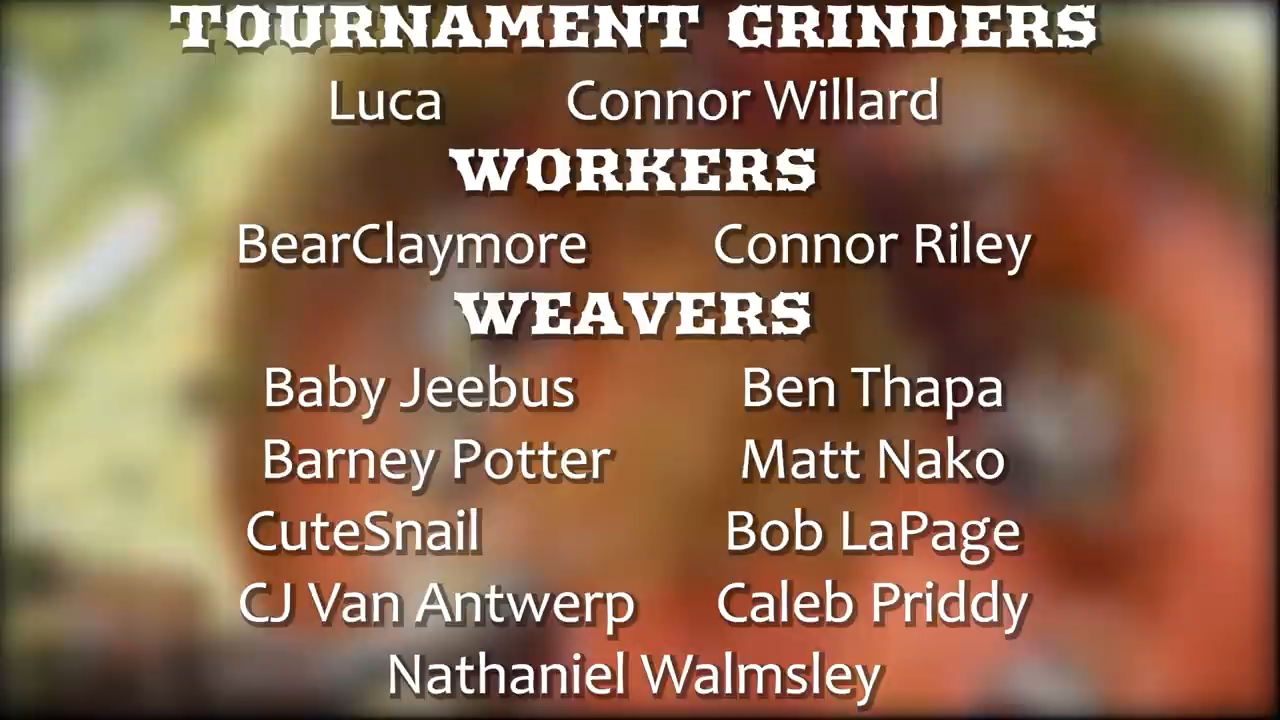 TOURNAMENT GRINDERS
Luca Connor Willard
WORKERS
BearClaymore Connor Riley
WEAVERS
Baby Jeebus Ben Thapa
Barney Potter Matt Nako
CuteSnail Bob LaPage
CJ Van Antwerp Caleb Priddy
Nathaniel Walmsley